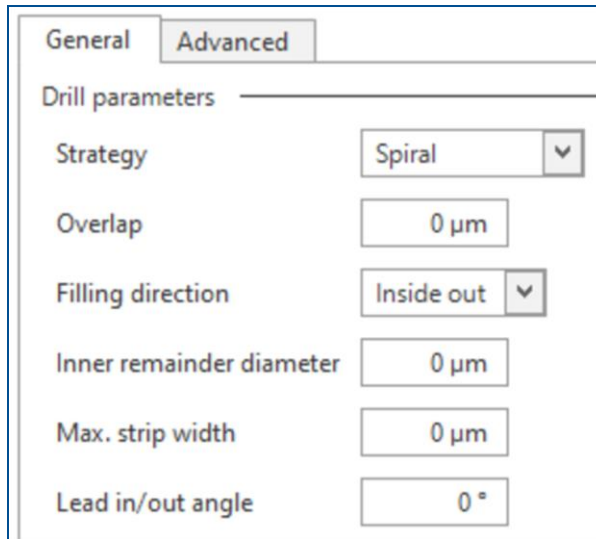 General Advanced
Drill parameters
Strategy Spiral
Overlap 0 µm
Filling direction Inside out
Inner remainder diameter 0 µm
Max. strip width 0 µm
Lead in/out angle 0 °